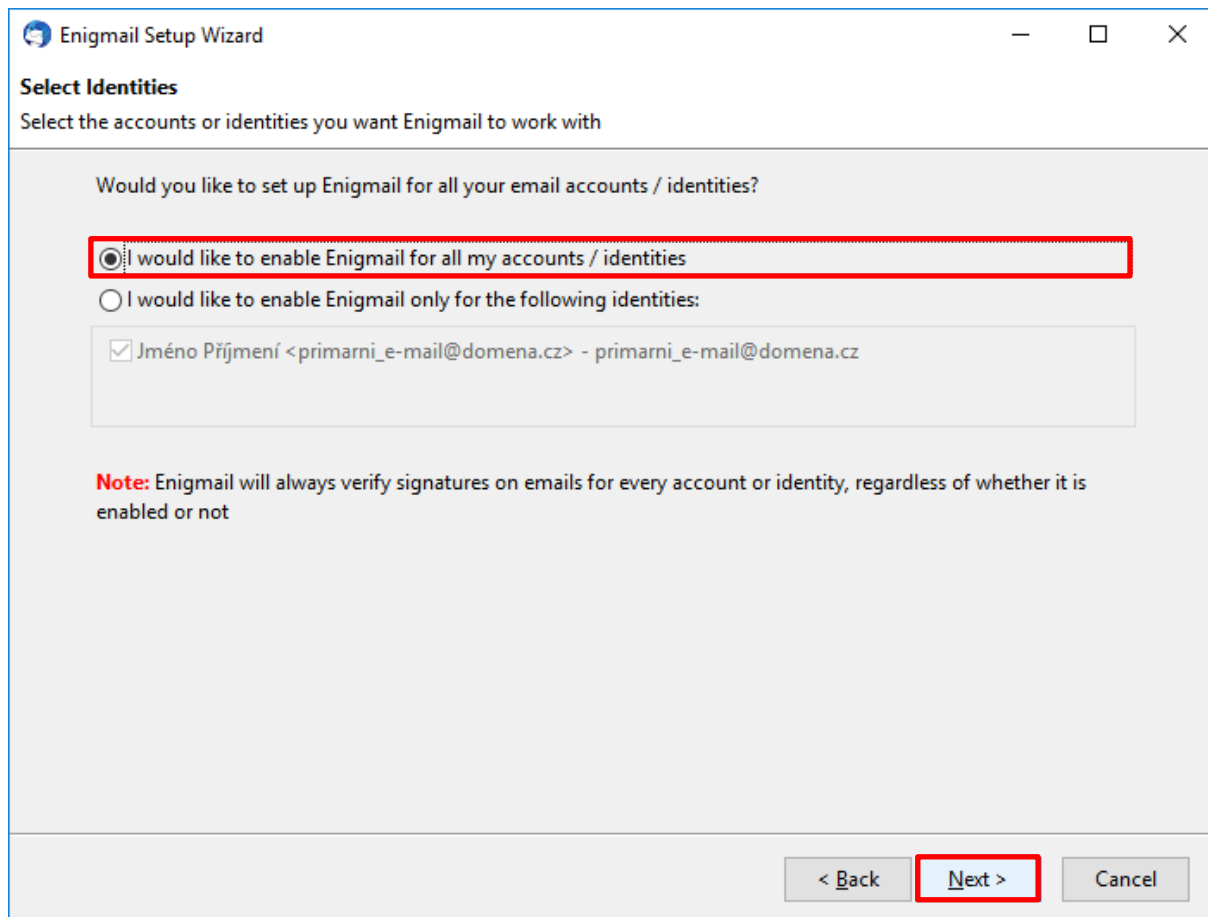 Enigmail Setup Wizard
Select Identities
Select the accounts or identities you want Enigmail to work with
Would you like to set up Enigmail for all your email accounts / identities?
I would like to enable Enigmail for all my accounts / identities
I would like to enable Enigmail only for the following identities:
Jméno Příjmení <primarni_e-mail@domena.cz> - primarni_e-mail@domena.cz
Note: Enigmail will always verify signatures on emails for every account or identity, regardless of whether it is
enabled or not
< Back Next > Cancel